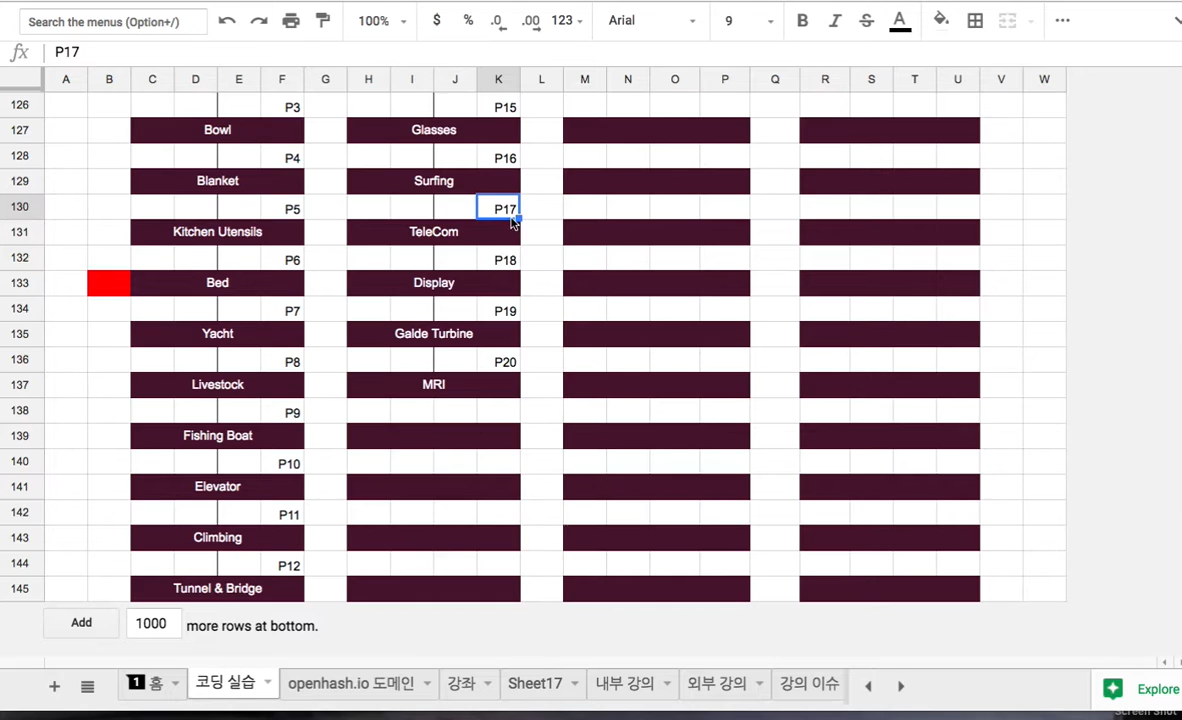 Search the menus (Option+/) 100% $ % .0 .00 123 Arial 9 B I S A ...
fx P17
A B C D E F G H I J K L M N O P Q R S T U V W
126 P3 P15
127 Bowl Glasses
128 P4 P16
129 Blanket Surfing
130 P5 P17
131 Kitchen Utensils TeleCom
132 P6 P18
133 Bed Display
134 P7 P19
135 Yacht Galde Turbine
136 P8 P20
137 Livestock MRI
138 P9
139 Fishing Boat
140 P10
141 Elevator
142 P11
143 Climbing
144 P12
145 Tunnel & Bridge
Add 1000 more rows at bottom.
1 홈 코딩 실습 openhash.io 도메인 강좌 Sheet17 내부 강의 외부 강의 강의 이슈 Explore
Screen Shot